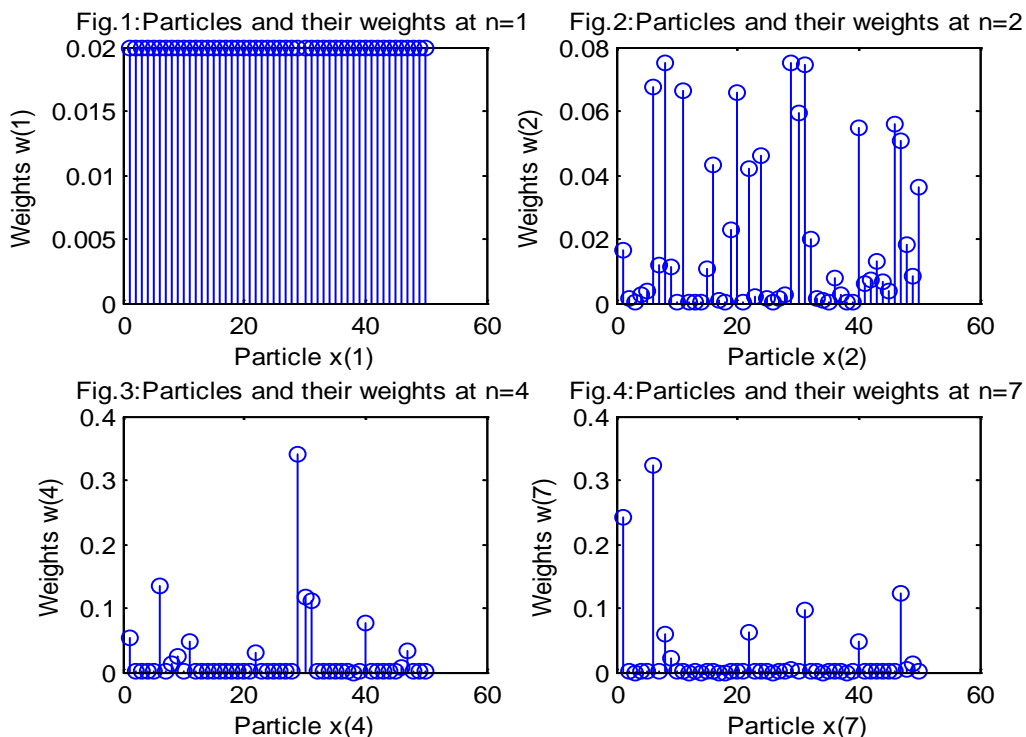 Fig.1:Particles and their weights at n=1
0.02
0.015
0.01
0.005
0
Weights w(1)
0 20 40 60
Particle x(1)
Fig.2:Particles and their weights at n=2
0.08
0.06
0.04
0.02
0
Weights w(2)
0 20 40 60
Particle x(2)
Fig.3:Particles and their weights at n=4
0.4
0.3
0.2
0.1
0
Weights w(4)
0 20 40 60
Particle x(4)
Fig.4:Particles and their weights at n=7
0.4
0.3
0.2
0.1
0
Weights w(7)
0 20 40 60
Particle x(7)